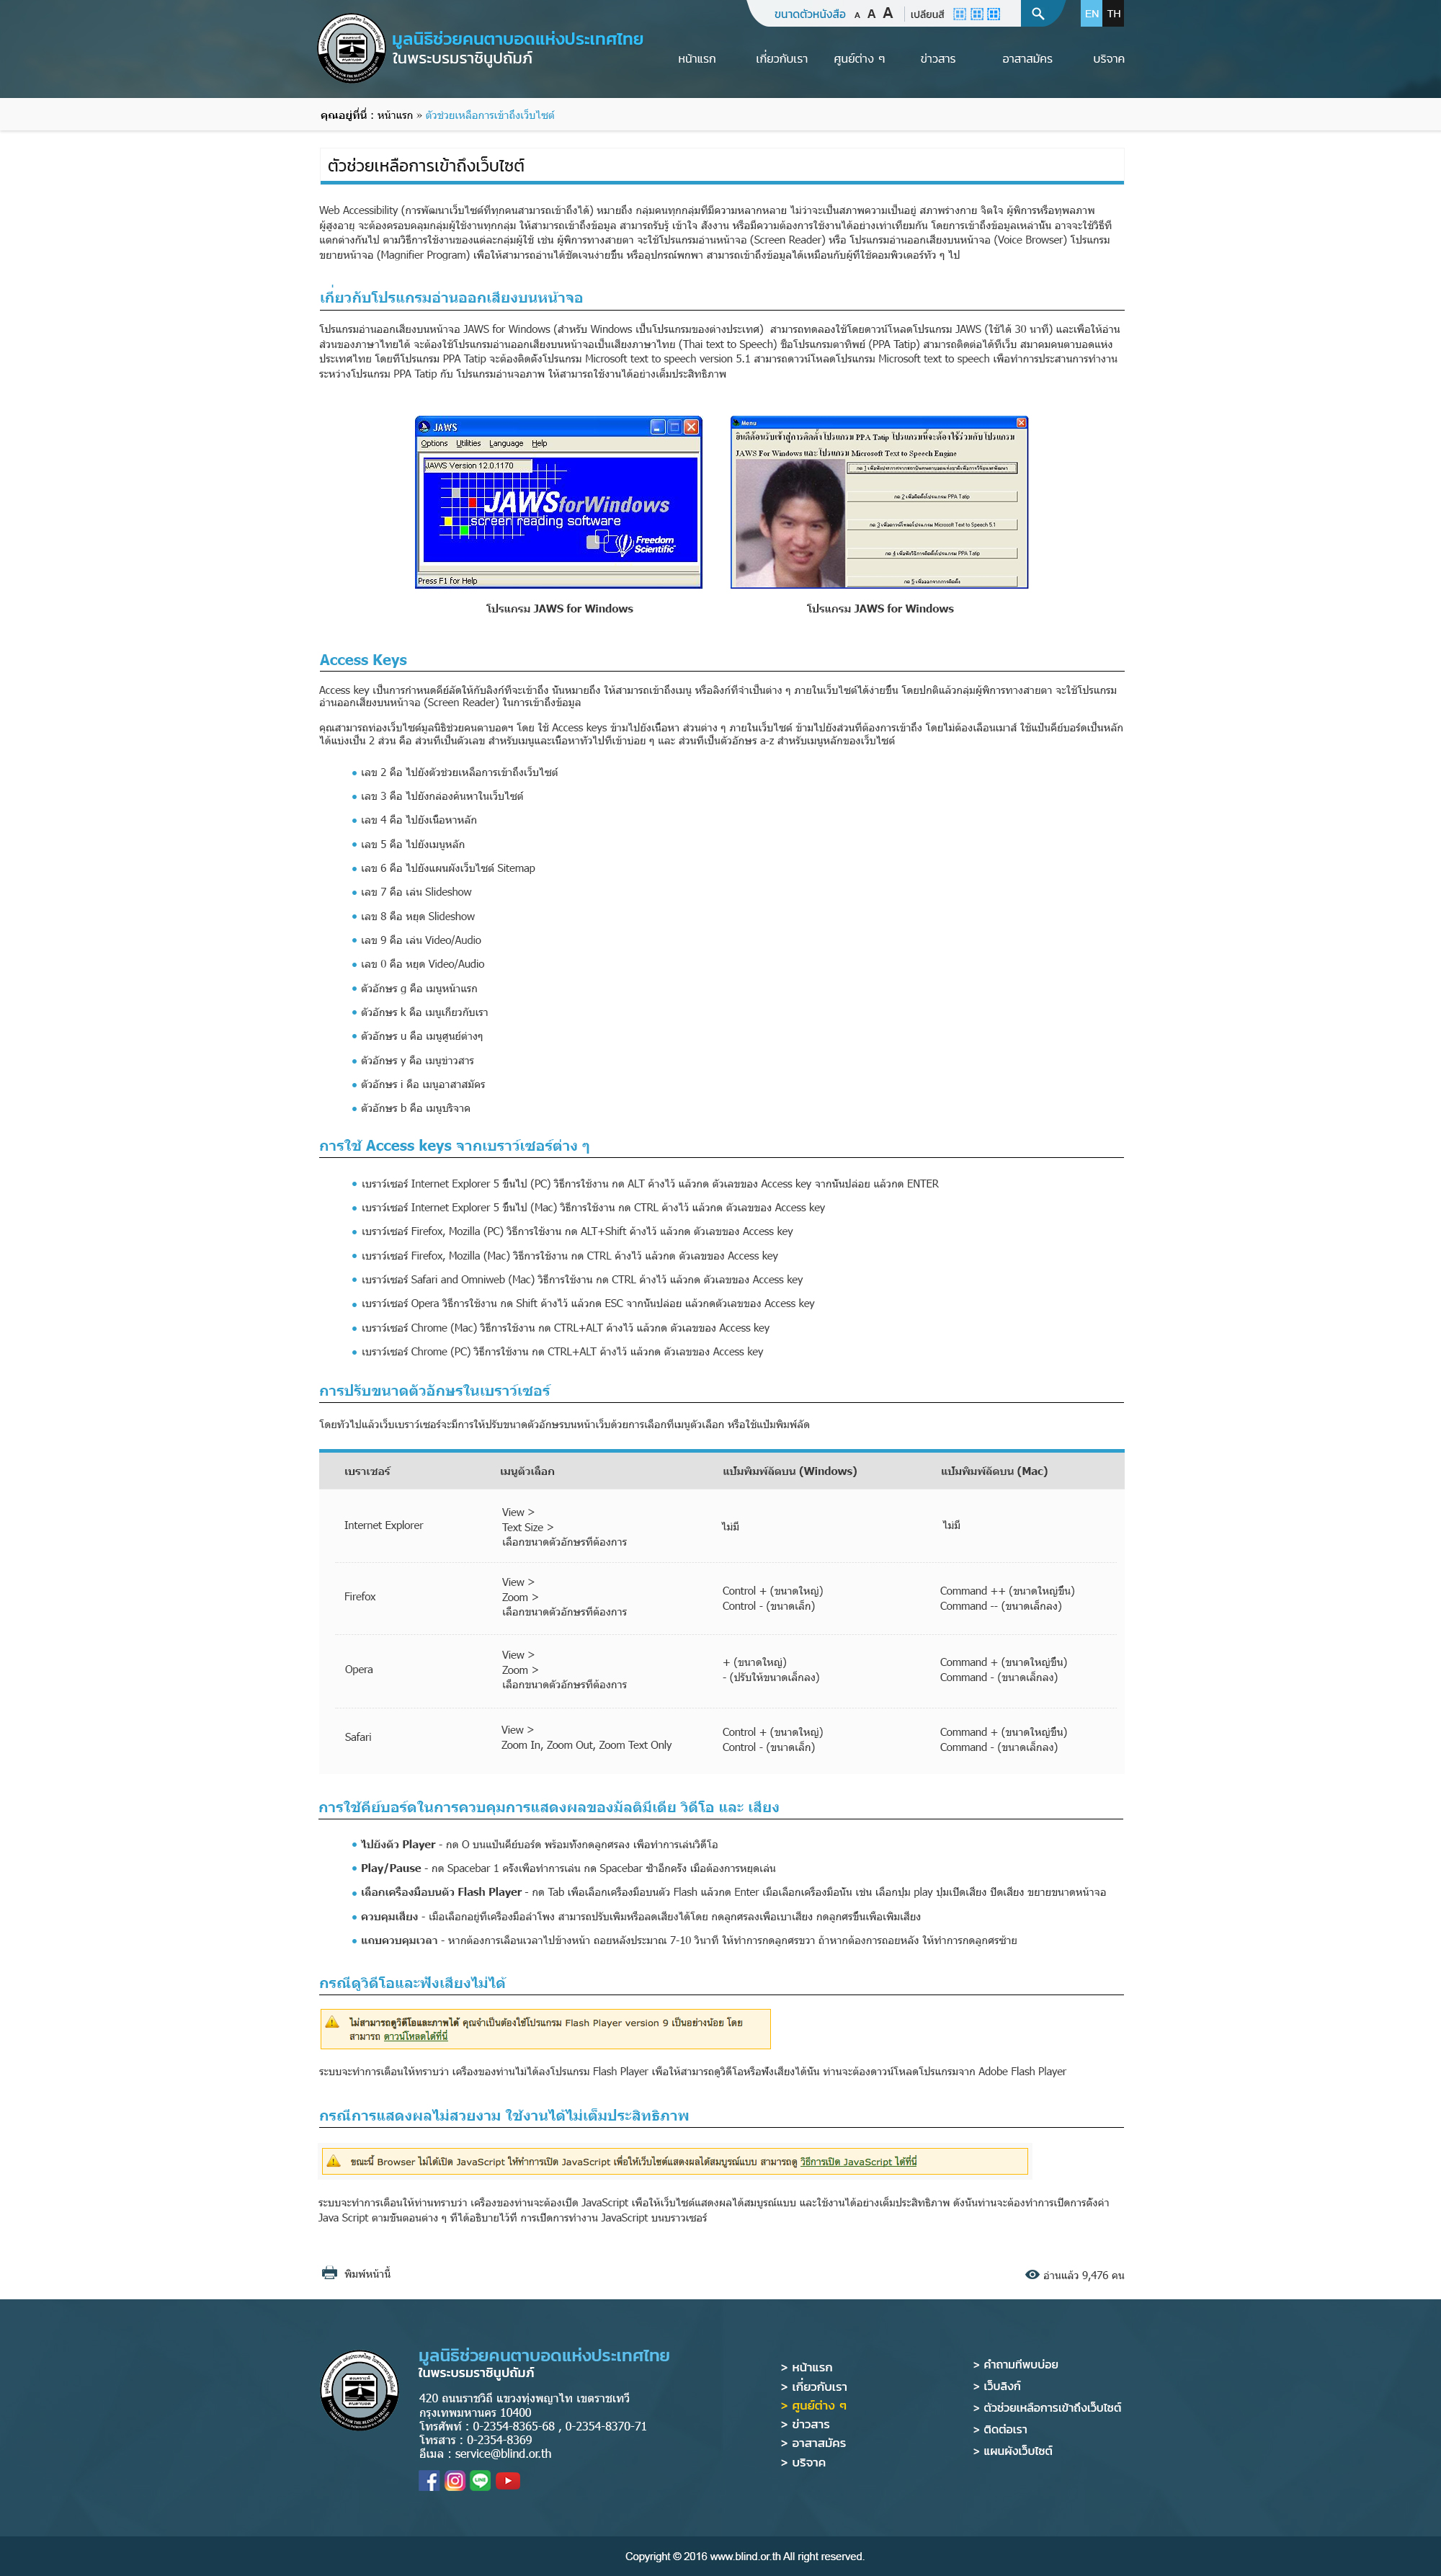 ขนาดตัวหนังสือ A A A เปลี่ยนสี EN TH
มูลนิธิช่วยคนตาบอดแห่งประเทศไทย
ในพระบรมราชินูปถัมภ์
หน้าแรก เกี่ยวกับเรา ศูนย์ต่าง ๆ ข่าวสาร อาสาสมัคร บริจาค
คุณอยู่ที่นี่ : หน้าแรก » ตัวช่วยเหลือการเข้าถึงเว็บไซต์
ตัวช่วยเหลือการเข้าถึงเว็บไซต์
Web Accessibility (การพัฒนาเว็บไซต์ที่ทุกคนสามารถเข้าถึงได้) หมายถึง กลุ่มคนทุกกลุ่มที่มีความหลากหลาย ไม่ว่าจะเป็นสภาพความเป็นอยู่ สภาพร่างกาย จิตใจ ผู้พิการหรือทุพลภาพ
ผู้สูงอายุ จะต้องครอบคลุมกลุ่มผู้ใช้งานทุกกลุ่ม ให้สามารถเข้าถึงข้อมูล สามารถรับรู้ เข้าใจ สั่งงาน หรือมีความต้องการใช้งานได้อย่างเท่าเทียมกัน โดยการเข้าถึงข้อมูลเหล่านั้น อาจจะใช้วิธีที่
แตกต่างกันไป ตามวิธีการใช้งานของแต่ละกลุ่มผู้ใช้ เช่น ผู้พิการทางสายตา จะใช้โปรแกรมอ่านหน้าจอ (Screen Reader) หรือ โปรแกรมอ่านออกเสียงบนหน้าจอ (Voice Browser) โปรแกรม
ขยายหน้าจอ (Magnifier Program) เพื่อให้สามารถอ่านได้ชัดเจนง่ายขึ้น หรืออุปกรณ์พกพา สามารถเข้าถึงข้อมูลได้เหมือนกับผู้ที่ใช้คอมพิวเตอร์ทั่ว ๆ ไป
เกี่ยวกับโปรแกรมอ่านออกเสียงบนหน้าจอ
โปรแกรมอ่านออกเสียงบนหน้าจอ JAWS for Windows (สำหรับ Windows เป็นโปรแกรมของต่างประเทศ) สามารถทดลองใช้โดยดาวน์โหลดโปรแกรม JAWS (ใช้ได้ 30 นาที) และเพื่อให้อ่าน
ส่วนของภาษาไทยได้ จะต้องใช้โปรแกรมอ่านออกเสียงบนหน้าจอเป็นเสียงภาษาไทย (Thai text to Speech) ชื่อโปรแกรมตาทิพย์ (PPA Tatip) สามารถติดต่อได้ที่เว็บ สมาคมคนตาบอดแห่ง
ประเทศไทย โดยที่โปรแกรม PPA Tatip จะต้องติดตั้งโปรแกรม Microsoft text to speech version 5.1 สามารถดาวน์โหลดโปรแกรม Microsoft text to speech เพื่อทำการประสานการทำงาน
ระหว่างโปรแกรม PPA Tatip กับ โปรแกรมอ่านจอภาพ ให้สามารถใช้งานได้อย่างเต็มประสิทธิภาพ
JAWS
Options Utilities Language Help
JAWS Version 12.0.1170
JAWS for Windows
screen reading software
Freedom Scientific
Press F1 for Help
Menu
ยินดีต้อนรับเข้าสู่การติดตั้งโปรแกรม PPA Tatip โปรแกรมนี้จะต้องใช้ร่วมกับโปรแกรม
JAWS For Windows และโปรแกรม Microsoft Text to Speech Engine
กด 2 เพื่อติดตั้งโปรแกรม PPA Tatip
กด 3 เพื่อดาวน์โหลดโปรแกรม Microsoft Text to Speech 5.1
กด 4 เพื่อฟังวิธีการติดตั้งโปรแกรม PPA Tatip
กด 5 เพื่อออกจากการติดตั้ง
โปรแกรม JAWS for Windows โปรแกรม JAWS for Windows
Access Keys
Access key เป็นการกำหนดคีย์ลัดให้กับลิงก์ที่จะเข้าถึง นั่นหมายถึง ให้สามารถเข้าถึงเมนู หรือลิงก์ที่จำเป็นต่าง ๆ ภายในเว็บไซต์ได้ง่ายขึ้น โดยปกติแล้วกลุ่มผู้พิการทางสายตา จะใช้โปรแกรม
อ่านออกเสียงบนหน้าจอ (Screen Reader) ในการเข้าถึงข้อมูล
คุณสามารถท่องเว็บไซต์มูลนิธิช่วยคนตาบอดฯ โดย ใช้ Access keys ข้ามไปยังเนื้อหา ส่วนต่าง ๆ ภายในเว็บไซต์ ข้ามไปยังส่วนที่ต้องการเข้าถึง โดยไม่ต้องเลื่อนเมาส์ ใช้แป้นคีย์บอร์ดเป็นหลัก
ได้แบ่งเป็น 2 ส่วน คือ ส่วนที่เป็นตัวเลข สำหรับเมนูและเนื้อหาทั่วไปที่เข้าบ่อย ๆ และ ส่วนที่เป็นตัวอักษร a-z สำหรับเมนูหลักของเว็บไซต์
เลข 2 คือ ไปยังตัวช่วยเหลือการเข้าถึงเว็บไซต์
เลข 3 คือ ไปยังกล่องค้นหาในเว็บไซต์
เลข 4 คือ ไปยังเนื้อหาหลัก
เลข 5 คือ ไปยังเมนูหลัก
เลข 6 คือ ไปยังแผนผังเว็บไซต์ Sitemap
เลข 7 คือ เล่น Slideshow
เลข 8 คือ หยุด Slideshow
เลข 9 คือ เล่น Video/Audio
เลข 0 คือ หยุด Video/Audio
ตัวอักษร g คือ เมนูหน้าแรก
ตัวอักษร k คือ เมนูเกี่ยวกับเรา
ตัวอักษร u คือ เมนูศูนย์ต่างๆ
ตัวอักษร y คือ เมนูข่าวสาร
ตัวอักษร i คือ เมนูอาสาสมัคร
ตัวอักษร b คือ เมนูบริจาค
การใช้ Access keys จากเบราว์เซอร์ต่าง ๆ
เบราว์เซอร์ Internet Explorer 5 ขึ้นไป (PC) วิธีการใช้งาน กด ALT ค้างไว้ แล้วกด ตัวเลขของ Access key จากนั้นปล่อย แล้วกด ENTER
เบราว์เซอร์ Internet Explorer 5 ขึ้นไป (Mac) วิธีการใช้งาน กด CTRL ค้างไว้ แล้วกด ตัวเลขของ Access key
เบราว์เซอร์ Firefox, Mozilla (PC) วิธีการใช้งาน กด ALT+Shift ค้างไว้ แล้วกด ตัวเลขของ Access key
เบราว์เซอร์ Firefox, Mozilla (Mac) วิธีการใช้งาน กด CTRL ค้างไว้ แล้วกด ตัวเลขของ Access key
เบราว์เซอร์ Safari and Omniweb (Mac) วิธีการใช้งาน กด CTRL ค้างไว้ แล้วกด ตัวเลขของ Access key
เบราว์เซอร์ Opera วิธีการใช้งาน กด Shift ค้างไว้ แล้วกด ESC จากนั้นปล่อย แล้วกดตัวเลขของ Access key
เบราว์เซอร์ Chrome (Mac) วิธีการใช้งาน กด CTRL+ALT ค้างไว้ แล้วกด ตัวเลขของ Access key
เบราว์เซอร์ Chrome (PC) วิธีการใช้งาน กด CTRL+ALT ค้างไว้ แล้วกด ตัวเลขของ Access key
การปรับขนาดตัวอักษรในเบราว์เซอร์
โดยทั่วไปแล้วเว็บเบราว์เซอร์จะมีการให้ปรับขนาดตัวอักษรบนหน้าเว็บด้วยการเลือกที่เมนูตัวเลือก หรือใช้แป้นพิมพ์ลัด
เบราเซอร์ เมนูตัวเลือก แป้นพิมพ์ลัดบน (Windows) แป้นพิมพ์ลัดบน (Mac)
Internet Explorer
View >
Text Size >
เลือกขนาดตัวอักษรที่ต้องการ
ไม่มี ไม่มี
Firefox
View >
Zoom >
เลือกขนาดตัวอักษรที่ต้องการ
Control + (ขนาดใหญ่)
Control - (ขนาดเล็ก)
Command ++ (ขนาดใหญ่ขึ้น)
Command -- (ขนาดเล็กลง)
Opera
View >
Zoom >
เลือกขนาดตัวอักษรที่ต้องการ
+ (ขนาดใหญ่)
- (ปรับให้ขนาดเล็กลง)
Command + (ขนาดใหญ่ขึ้น)
Command - (ขนาดเล็กลง)
Safari
View >
Zoom In, Zoom Out, Zoom Text Only
Control + (ขนาดใหญ่)
Control - (ขนาดเล็ก)
Command + (ขนาดใหญ่ขึ้น)
Command - (ขนาดเล็กลง)
การใช้คีย์บอร์ดในการควบคุมการแสดงผลของมัลติมีเดีย วิดีโอ และ เสียง
ไปยังตัว Player - กด O บนแป้นคีย์บอร์ด พร้อมทั้งกดลูกศรลง เพื่อทำการเล่นวิดีโอ
Play/Pause - กด Spacebar 1 ครั้งเพื่อทำการเล่น กด Spacebar ซ้ำอีกครั้ง เมื่อต้องการหยุดเล่น
เลือกเครื่องมือบนตัว Flash Player - กด Tab เพื่อเลือกเครื่องมือบนตัว Flash แล้วกด Enter เมื่อเลือกเครื่องมือนั้น เช่น เลือกปุ่ม play ปุ่มเปิดเสียง ปิดเสียง ขยายขนาดหน้าจอ
ควบคุมเสียง - เมื่อเลือกอยู่ที่เครื่องมือลำโพง สามารถปรับเพิ่มหรือลดเสียงได้โดย กดลูกศรลงเพื่อเบาเสียง กดลูกศรขึ้นเพื่อเพิ่มเสียง
แถบควบคุมเวลา - หากต้องการเลื่อนเวลาไปข้างหน้า ถอยหลังประมาณ 7-10 วินาที ให้ทำการกดลูกศรขวา ถ้าหากต้องการถอยหลัง ให้ทำการกดลูกศรซ้าย
กรณีดูวิดีโอและฟังเสียงไม่ได้
ไม่สามารถดูวีดีโอและภาพได้ คุณจำเป็นต้องใช้โปรแกรม Flash Player version 9 เป็นอย่างน้อย โดย
สามารถ ดาวน์โหลดได้ที่นี่
ระบบจะทำการเตือนให้ทราบว่า เครื่องของท่านไม่ได้ลงโปรแกรม Flash Player เพื่อให้สามารถดูวิดีโอหรือฟังเสียงได้นั้น ท่านจะต้องดาวน์โหลดโปรแกรมจาก Adobe Flash Player
กรณีการแสดงผลไม่สวยงาม ใช้งานได้ไม่เต็มประสิทธิภาพ
ขณะนี้ Browser ไม่ได้เปิด JavaScript ให้ทำการเปิด JavaScript เพื่อให้เว็บไซต์แสดงผลได้สมบูรณ์แบบ สามารถดู วิธีการเปิด JavaScript ได้ที่นี่
ระบบจะทำการเตือนให้ท่านทราบว่า เครื่องของท่านจะต้องเปิด JavaScript เพื่อให้เว็บไซต์แสดงผลได้สมบูรณ์แบบ และใช้งานได้อย่างเต็มประสิทธิภาพ ดังนั้นท่านจะต้องทำการเปิดการตั้งค่า
Java Script ตามขั้นตอนต่าง ๆ ที่ได้อธิบายไว้ที่ การเปิดการทำงาน JavaScript บนบราวเซอร์
พิมพ์หน้านี้ อ่านแล้ว 9,476 คน
มูลนิธิช่วยคนตาบอดแห่งประเทศไทย
ในพระบรมราชินูปถัมภ์
420 ถนนราชวิถี แขวงทุ่งพญาไท เขตราชเทวี
กรุงเทพมหานคร 10400
โทรศัพท์ : 0-2354-8365-68 , 0-2354-8370-71
โทรสาร : 0-2354-8369
อีเมล : service@blind.or.th
> หน้าแรก
> เกี่ยวกับเรา
> ศูนย์ต่าง ๆ
> ข่าวสาร
> อาสาสมัคร
> บริจาค
> คำถามที่พบบ่อย
> เว็บลิงก์
> ตัวช่วยเหลือการเข้าถึงเว็บไซต์
> ติดต่อเรา
> แผนผังเว็บไซต์
Copyright © 2016 www.blind.or.th All right reserved.